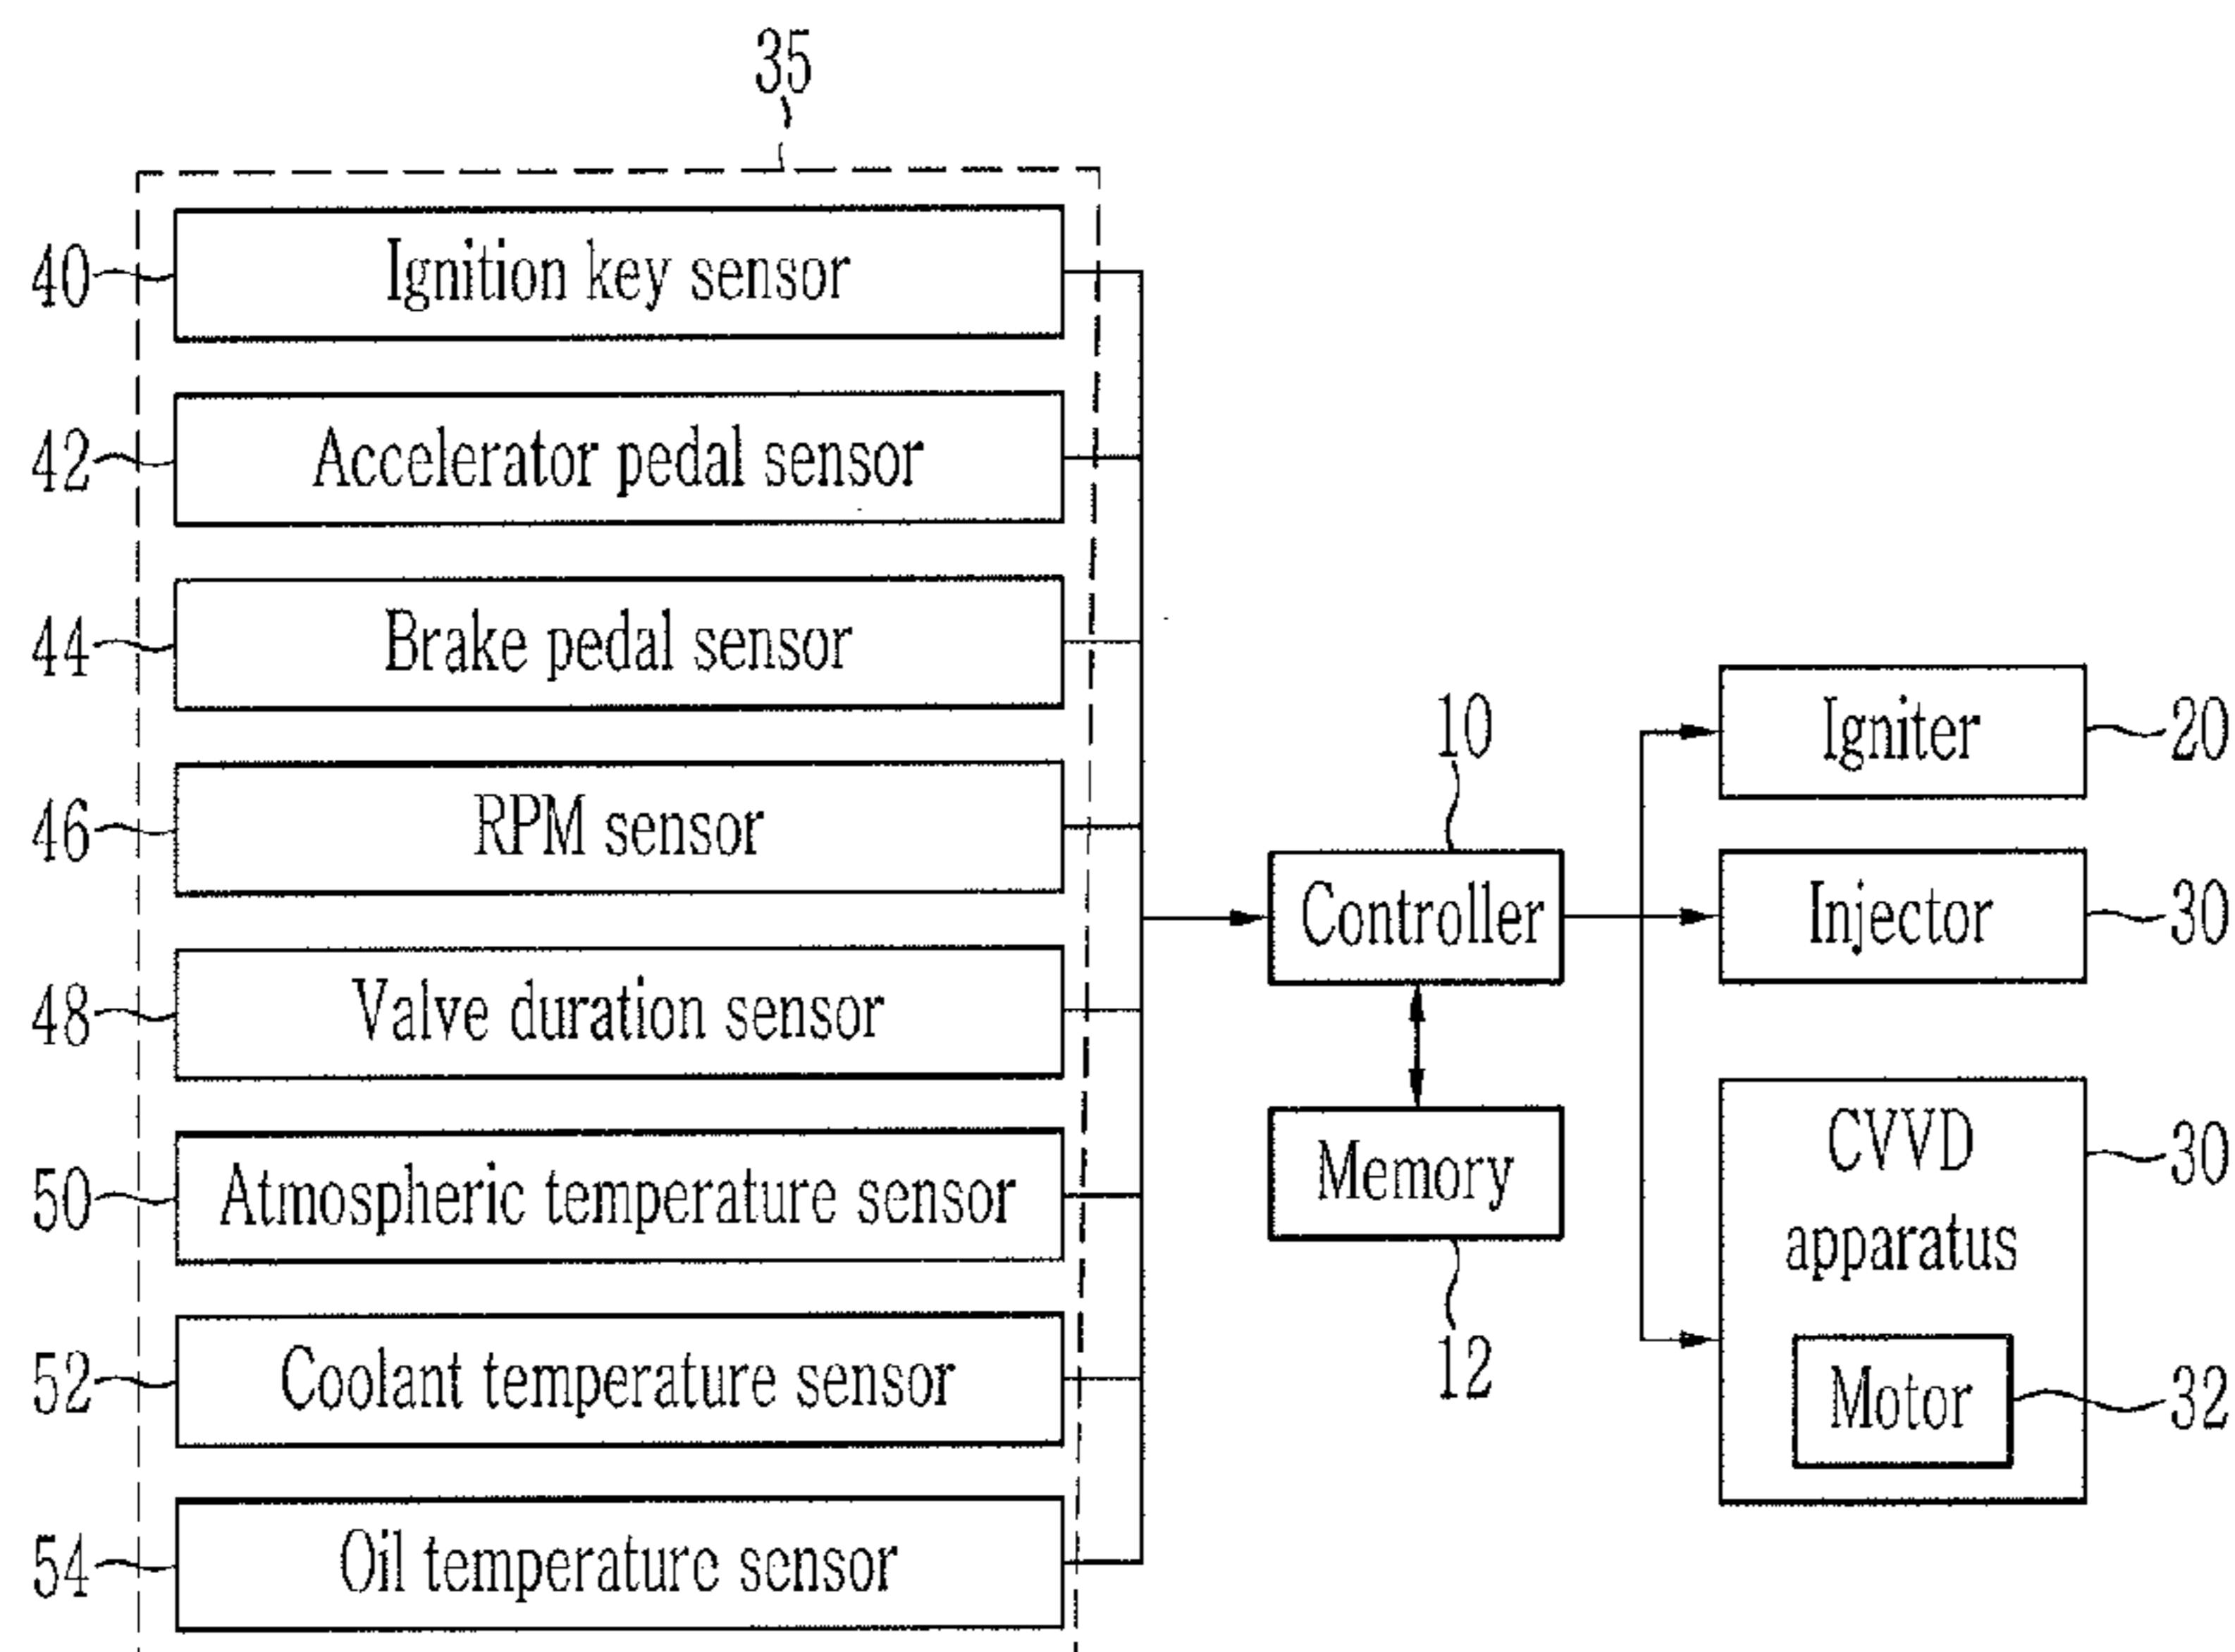 35
40 Ignition key sensor
42 Accelerator pedal sensor
44 Brake pedal sensor
46 RPM sensor
48 Valve duration sensor
50 Atmospheric temperature sensor
52 Coolant temperature sensor
54 Oil temperature sensor
10
Controller
Memory
12
Igniter 20
Injector 30
CVVD 30
apparatus
Motor 32